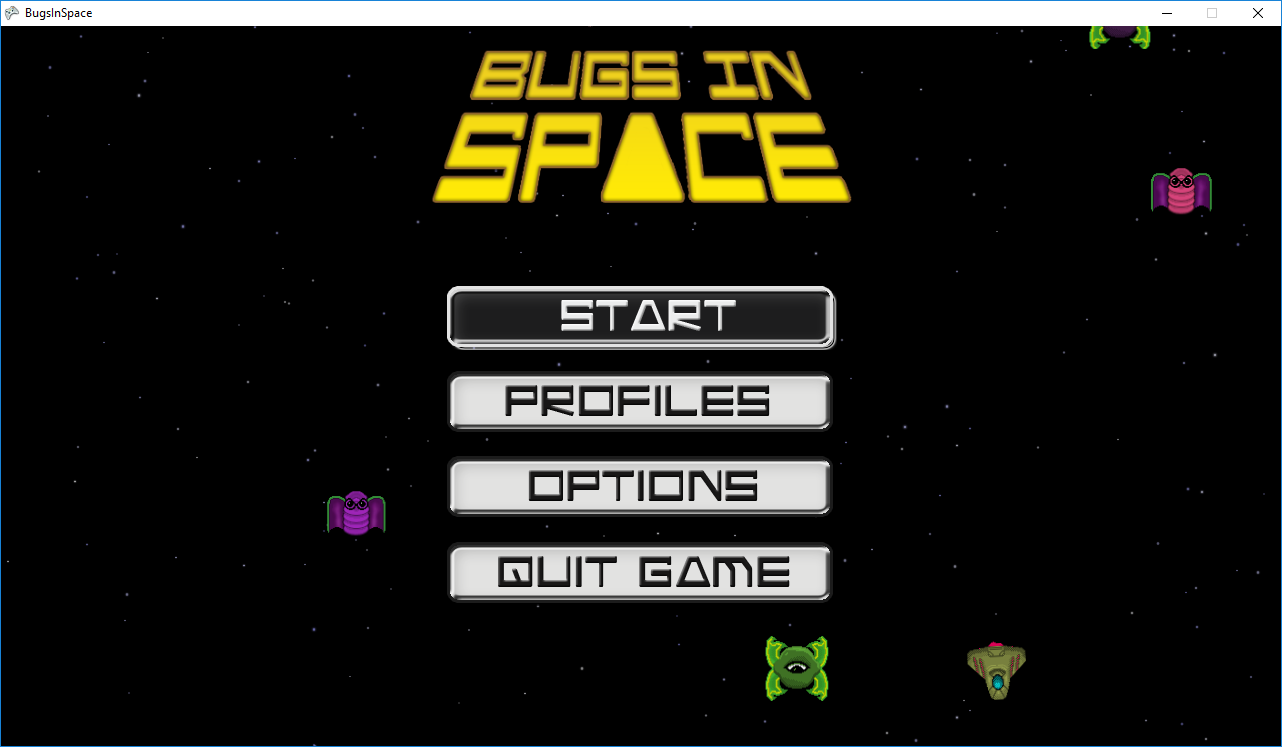 BugsInSpace
BUGS IN
SPACE
START
PROFILES
OPTIONS
QUIT GAME